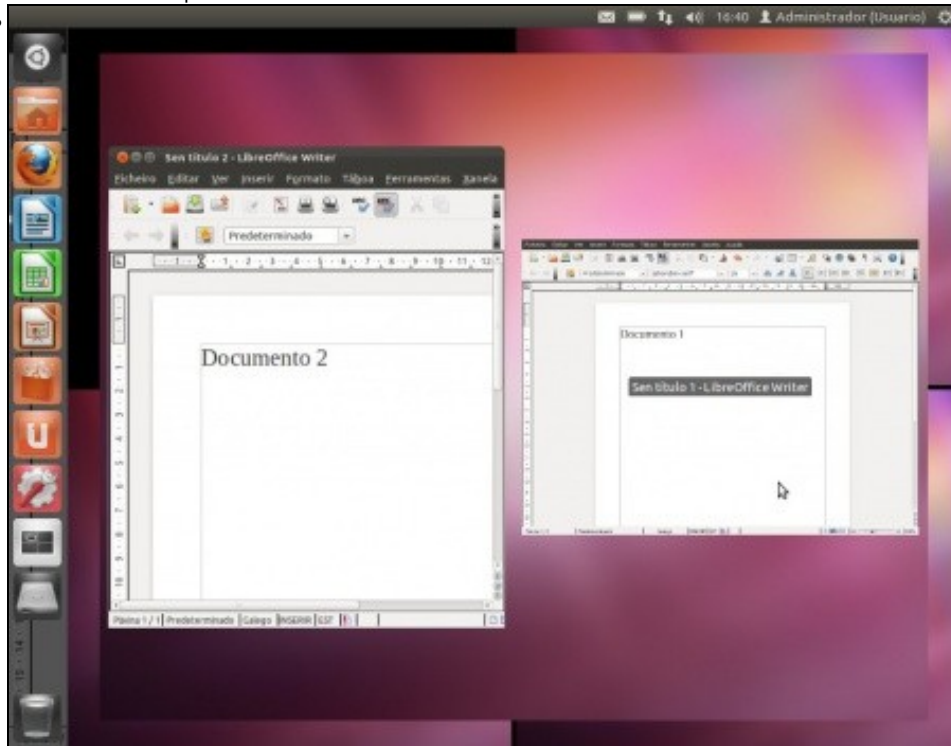 16:40 Administrador (Usuario)
Sen título 2 - LibreOffice Writer
Eicheiro Editar Ver Inserir Formato Táboa Ferramentas Xanela
Predeterminado
Documento 2
Páxina 1 / 1 Predeterminado Galego INSERIR EST
Documento 1
Sen título 1 - LibreOffice Writer